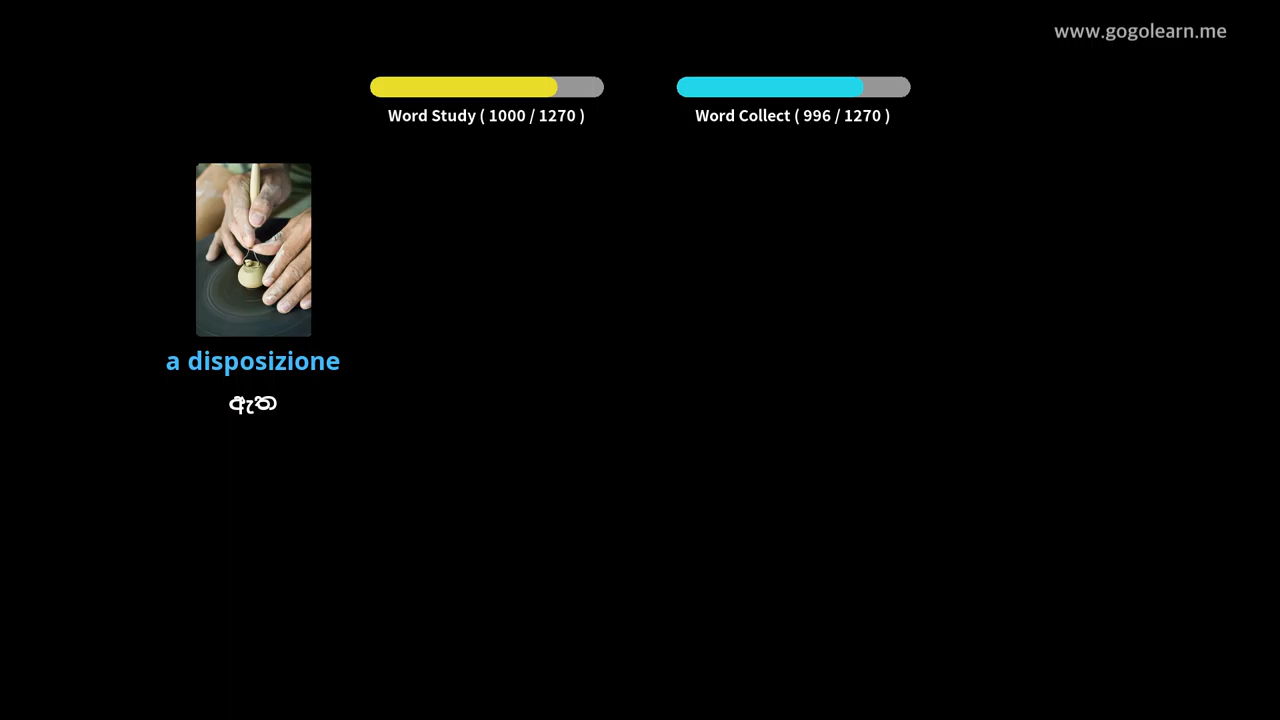 www.gogolearn.me
Word Study ( 1000 / 1270 )
Word Collect ( 996 / 1270 )
a disposizione
ඇත